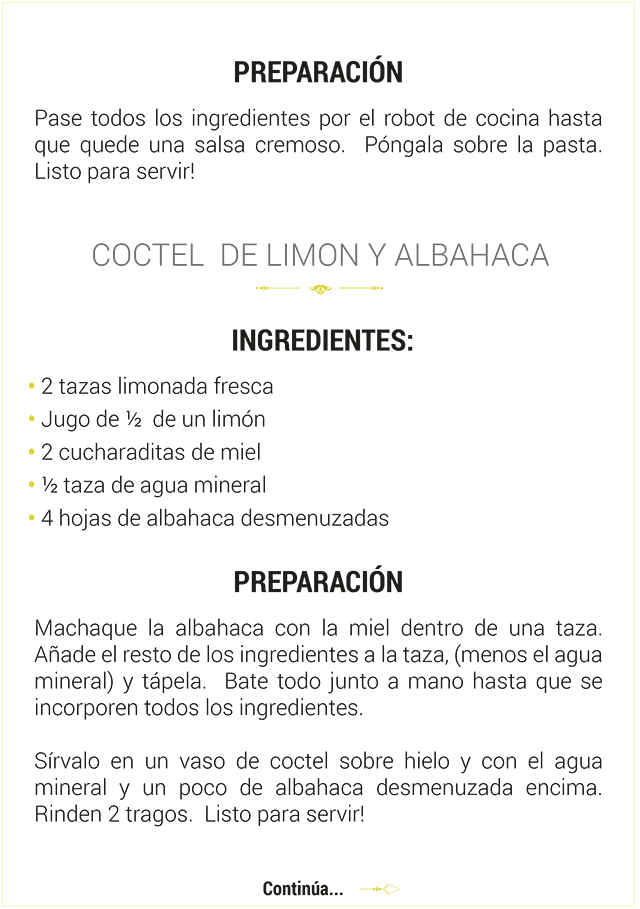 PREPARACIÓN
Pase todos los ingredientes por el robot de cocina hasta
que quede una salsa cremoso.  Póngala sobre la pasta.
Listo para servir!
COCTEL  DE LIMON Y ALBAHACA
INGREDIENTES:
• 2 tazas limonada fresca
• Jugo de ½  de un limón
• 2 cucharaditas de miel
• ½ taza de agua mineral
• 4 hojas de albahaca desmenuzadas
PREPARACIÓN
Machaque la albahaca con la miel dentro de una taza.
Añade el resto de los ingredientes a la taza, (menos el agua
mineral) y tápela.  Bate todo junto a mano hasta que se
incorporen todos los ingredientes.
Sírvalo en un vaso de coctel sobre hielo y con el agua
mineral y un poco de albahaca desmenuzada encima.
Rinden 2 tragos.  Listo para servir!
Continúa...